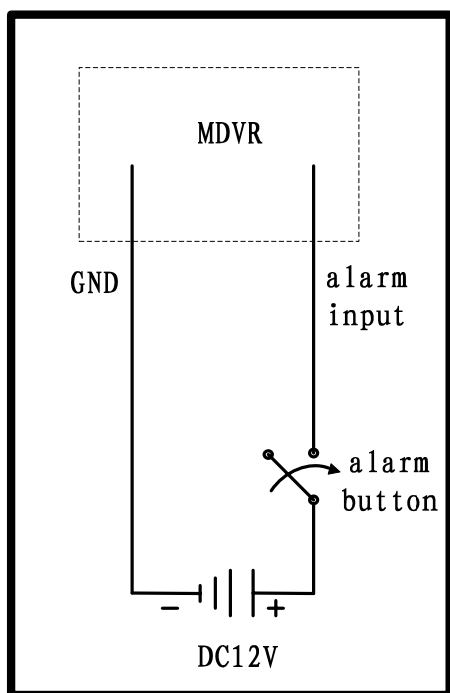 MDVR
GND
alarm
input
alarm
button
− +
DC12V